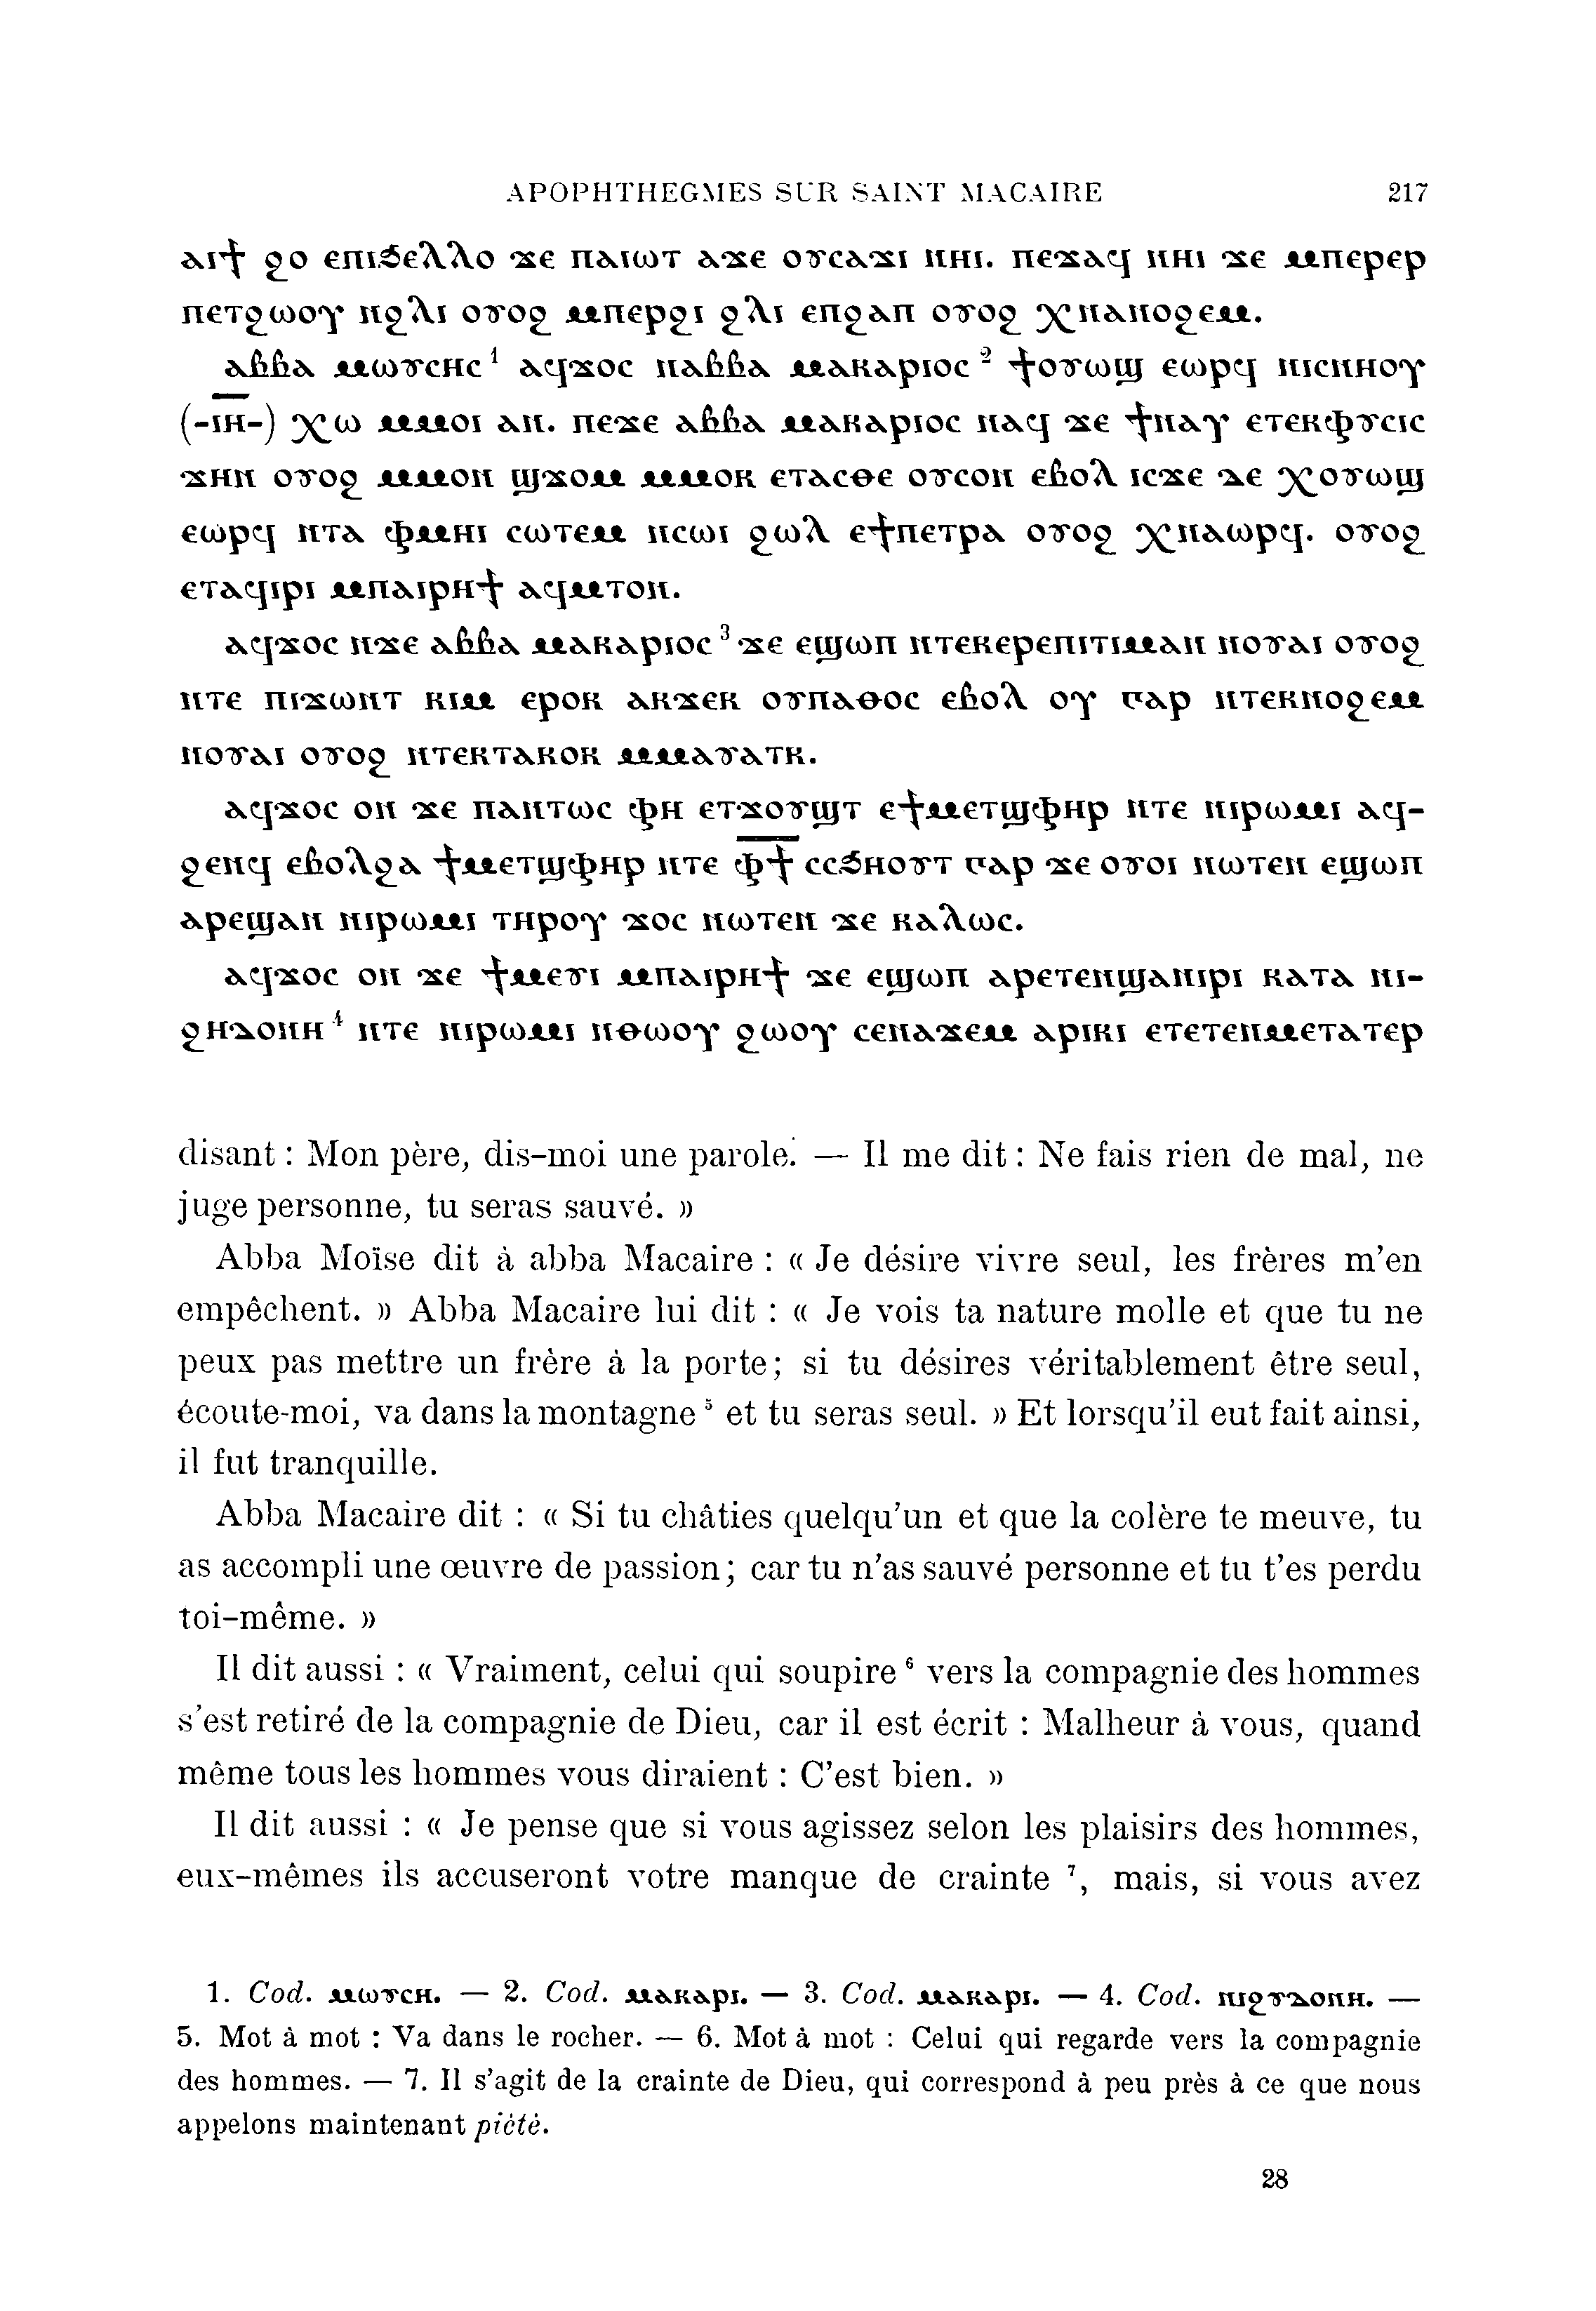 APOPHTHEGMES SUR SAINT MACAIRE 217
ⲁⲓϯ ϩⲟ ⲉⲡⲓϧⲉⲗⲗⲟ ϫⲉ ⲡⲁⲓⲱⲧ ⲁϫⲉ ⲟⲩⲥⲁϫⲓ ⲛⲏⲓ. ⲡⲉϫⲁϥ ⲛⲏⲓ ϫⲉ ⲙⲡⲉⲣⲉⲣ
ⲡⲉⲧϩⲱⲟⲩ ⲛϩⲗⲓ ⲟⲩⲟϩ ⲙⲡⲉⲣϩⲓ ϩⲗⲓ ⲉⲡϩⲁⲡ ⲟⲩⲟϩ ⲭⲛⲁⲛⲟϩⲉⲙ.
ⲁⲃⲃⲁ ⲙⲱⲩⲥⲏⲥ ¹ ⲁϥϫⲟⲥ ⲛⲁⲃⲃⲁ ⲙⲁⲕⲁⲣⲓⲟⲥ ² ϯⲟⲩⲱϣ ⲉⲱⲣϥ ⲛⲓⲥⲛⲏⲟⲩ
(-ⲓⲏ̅-) ⲭⲱ ⲙⲙⲟⲓ ⲁⲛ. ⲡⲉϫⲉ ⲁⲃⲃⲁ ⲙⲁⲕⲁⲣⲓⲟⲥ ⲛⲁϥ ϫⲉ ϯⲛⲁⲩ ⲉⲧⲉⲕⲫⲩⲥⲓⲥ
ϫⲏⲛ ⲟⲩⲟϩ ⲙⲙⲟⲛ ϣϫⲟⲙ ⲙⲙⲟⲕ ⲉⲧⲁⲥⲑⲉ ⲟⲩⲥⲟⲛ ⲉⲃⲟⲗ ⲓⲥϫⲉ ⲇⲉ ⲭⲟⲩⲱϣ
ⲉⲱⲣϥ ⲛⲧⲁ ⲫⲙⲏⲓ ⲥⲱⲧⲉⲙ ⲛⲥⲱⲓ ϩⲱⲗ ⲉϯⲡⲉⲧⲣⲁ ⲟⲩⲟϩ ⲭⲛⲁⲱⲣϥ. ⲟⲩⲟϩ
ⲉⲧⲁϥⲓⲣⲓ ⲙⲡⲁⲓⲣⲏϯ ⲁϥⲙⲧⲟⲛ.
ⲁϥϫⲟⲥ ⲛϫⲉ ⲁⲃⲃⲁ ⲙⲁⲕⲁⲣⲓⲟⲥ ³ ϫⲉ ⲉϣⲱⲡ ⲛⲧⲉⲕⲉⲣⲉⲡⲓⲧⲓⲙⲁⲛ ⲛⲟⲩⲁⲓ ⲟⲩⲟϩ
ⲛⲧⲉ ⲡⲓϫⲱⲛⲧ ⲕⲓⲙ ⲉⲣⲟⲕ ⲁⲕϫⲉⲕ ⲟⲩⲡⲁⲑⲟⲥ ⲉⲃⲟⲗ ⲟⲩ ⲅⲁⲣ ⲛⲧⲉⲕⲛⲟϩⲉⲙ
ⲛⲟⲩⲁⲓ ⲟⲩⲟϩ ⲛⲧⲉⲕⲧⲁⲕⲟⲕ ⲙⲙⲁⲩⲁⲧⲕ.
ⲁϥϫⲟⲥ ⲟⲛ ϫⲉ ⲡⲁⲛⲧⲱⲥ ⲫⲏ ⲉⲧϫⲟⲩϣⲧ ⲉϯⲙⲉⲧϣⲫⲏⲣ ⲛⲧⲉ ⲛⲓⲣⲱⲙⲓ ⲁϥ-
ϩⲉⲛϥ ⲉⲃⲟⲗϩⲁ ϯⲙⲉⲧϣⲫⲏⲣ ⲛⲧⲉ ⲫ̅ϯ̅ ⲥⲥϧⲏⲟⲩⲧ ⲅⲁⲣ ϫⲉ ⲟⲩⲟⲓ ⲛⲱⲧⲉⲛ ⲉϣⲱⲡ
ⲁⲣⲉϣⲁⲛ ⲛⲓⲣⲱⲙⲓ ⲧⲏⲣⲟⲩ ϫⲟⲥ ⲛⲱⲧⲉⲛ ϫⲉ ⲕⲁⲗⲱⲥ.
ⲁϥϫⲟⲥ ⲟⲛ ϫⲉ ϯⲙⲉⲩⲓ ⲙⲡⲁⲓⲣⲏϯ ϫⲉ ⲉϣⲱⲡ ⲁⲣⲉⲧⲉⲛϣⲁⲛⲓⲣⲓ ⲕⲁⲧⲁ ⲛⲓ-
ϩⲏⲇⲟⲛⲏ ⁴ ⲛⲧⲉ ⲛⲓⲣⲱⲙⲓ ⲛⲑⲱⲟⲩ ϩⲱⲟⲩ ⲥⲉⲛⲁϫⲉⲙ ⲁⲣⲓⲕⲓ ⲉⲧⲉⲧⲉⲛⲙⲉⲧⲁⲧⲉⲣ
disant : Mon père, dis-moi une parole. — Il me dit : Ne fais rien de mal, ne
juge personne, tu seras sauvé. »
Abba Moïse dit à abba Macaire : « Je désire vivre seul, les frères m'en
empêchent. » Abba Macaire lui dit : « Je vois ta nature molle et que tu ne
peux pas mettre un frère à la porte; si tu désires véritablement être seul,
écoute-moi, va dans la montagne ⁵ et tu seras seul. » Et lorsqu'il eut fait ainsi,
il fut tranquille.
Abba Macaire dit : « Si tu châties quelqu'un et que la colère te meuve, tu
as accompli une œuvre de passion; car tu n'as sauvé personne et tu t'es perdu
toi-même. »
Il dit aussi : « Vraiment, celui qui soupire ⁶ vers la compagnie des hommes
s'est retiré de la compagnie de Dieu, car il est écrit : Malheur à vous, quand
même tous les hommes vous diraient : C'est bien. »
Il dit aussi : « Je pense que si vous agissez selon les plaisirs des hommes,
eux-mêmes ils accuseront votre manque de crainte ⁷, mais, si vous avez
1. Cod. ⲙⲱⲩⲥⲏ. — 2. Cod. ⲙⲁⲕⲁⲣⲓ. — 3. Cod. ⲙⲁⲕⲁⲣⲓ. — 4. Cod. ⲛⲓϩⲩⲇⲟⲛⲏ. —
5. Mot à mot : Va dans le rocher. — 6. Mot à mot : Celui qui regarde vers la compagnie
des hommes. — 7. Il s'agit de la crainte de Dieu, qui correspond à peu près à ce que nous
appelons maintenant piété.
28